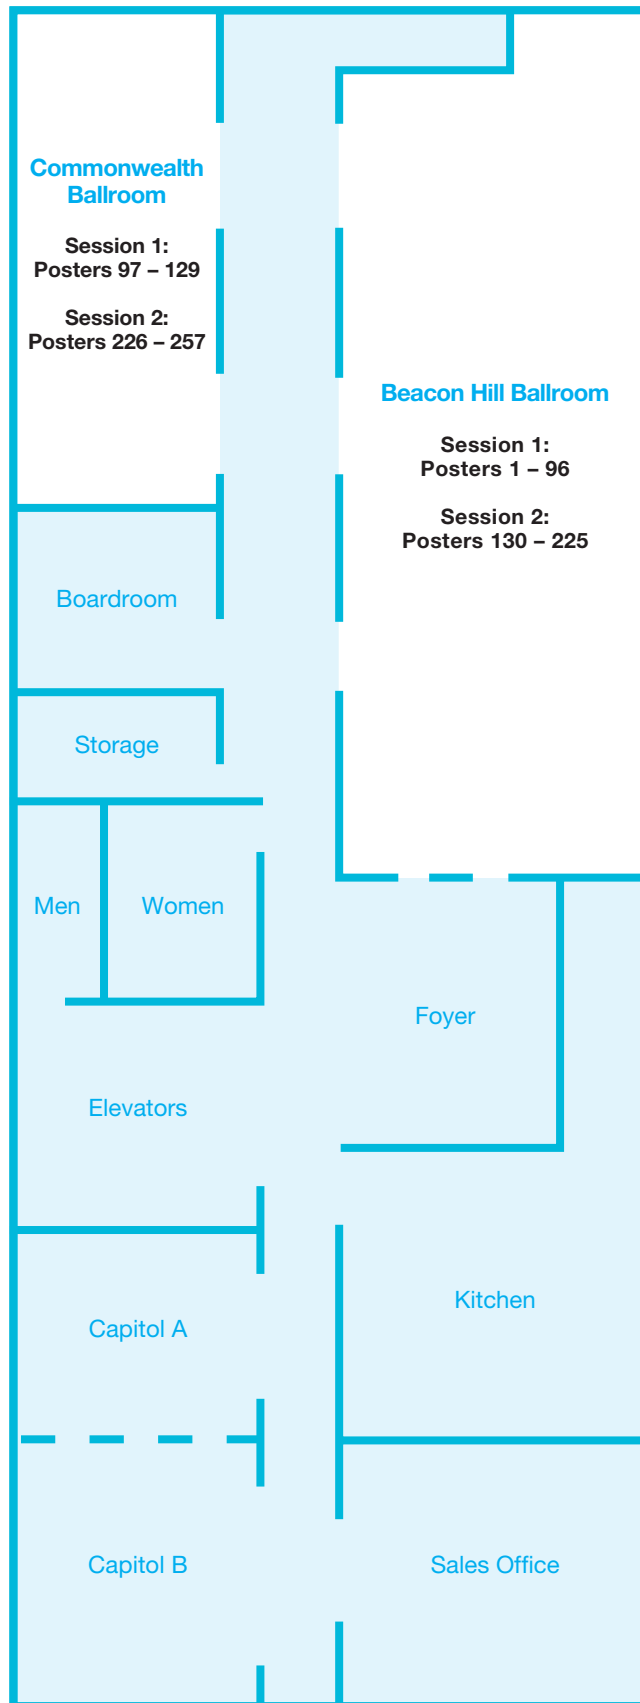 Commonwealth
Ballroom
Session 1:
Posters 97 – 129
Session 2:
Posters 226 – 257
Beacon Hill Ballroom
Session 1:
Posters 1 – 96
Session 2:
Posters 130 – 225
Boardroom
Storage
Men
Women
Foyer
Elevators
Kitchen
Capitol A
Capitol B
Sales Office